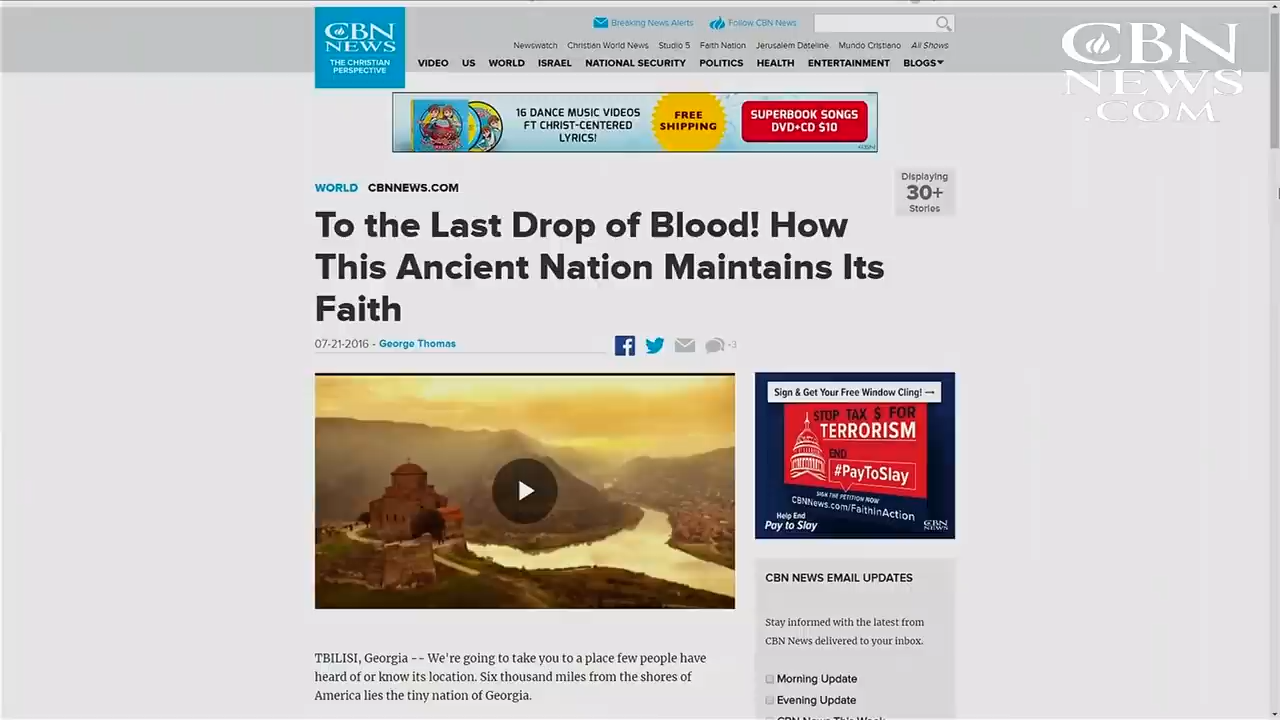 CBN
NEWS
THE CHRISTIAN
PERSPECTIVE
Breaking News Alerts
Follow CBN News
Newswatch Christian World News Studio 5 Faith Nation Jerusalem Dateline Mundo Cristiano All Shows
VIDEO US WORLD ISRAEL NATIONAL SECURITY POLITICS HEALTH ENTERTAINMENT BLOGS
CBN
NEWS
.COM
16 DANCE MUSIC VIDEOS
FT CHRIST-CENTERED
LYRICS!
FREE
SHIPPING
SUPERBOOK SONGS
DVD+CD $10
WORLD CBNNEWS.COM
Displaying
30+
Stories
To the Last Drop of Blood! How
This Ancient Nation Maintains Its
Faith
07-21-2016 - George Thomas
+3
Sign & Get Your Free Window Cling!
STOP TAX $ FOR
TERRORISM
END
#PayToSlay
SIGN THE PETITION NOW
CBNNews.com/FaithInAction
Help End
Pay to Slay
CBN
NEWS
TBILISI, Georgia -- We're going to take you to a place few people have
heard of or know its location. Six thousand miles from the shores of
America lies the tiny nation of Georgia.
CBN NEWS EMAIL UPDATES
Stay informed with the latest from
CBN News delivered to your inbox.
Morning Update
Evening Update
CBN News This Week